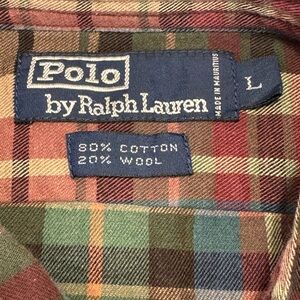 Polo
by Ralph Lauren
MADE IN MAURITIUS
L
80% COTTON
20% WOOL